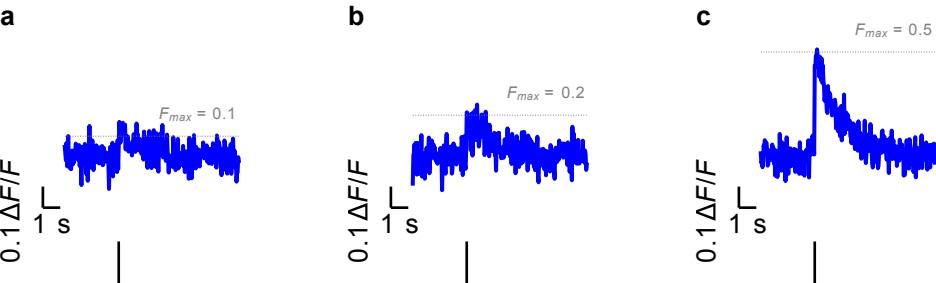 a
F_max = 0.1
0.1 ΔF/F
1 s
b
F_max = 0.2
0.1 ΔF/F
1 s
c
F_max = 0.5
0.1 ΔF/F
1 s